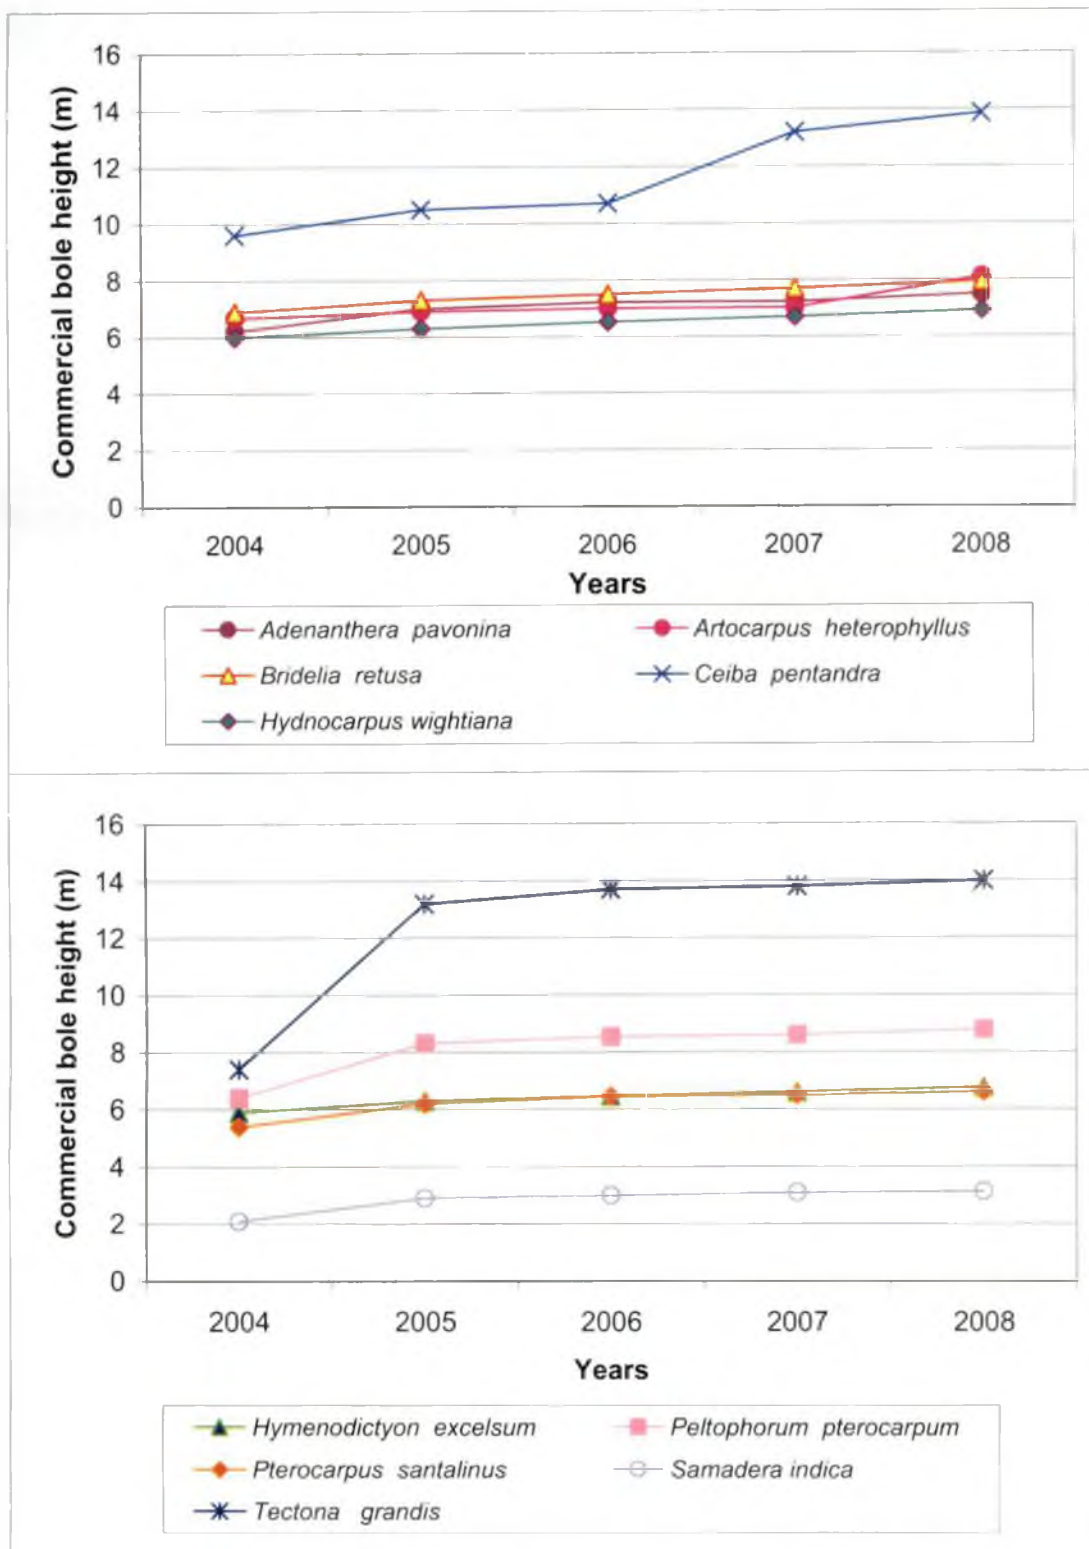 Commercial bole height (m)
16
14
12
10
8
6
4
2
0
2004 2005 2006 2007 2008
Years
Adenanthera pavonina Artocarpus heterophyllus
Bridelia retusa Ceiba pentandra
Hydnocarpus wightiana
Commercial bole height (m)
16
14
12
10
8
6
4
2
0
2004 2005 2006 2007 2008
Years
Hymenodictyon excelsum Peltophorum pterocarpum
Pterocarpus santalinus Samadera indica
Tectona grandis